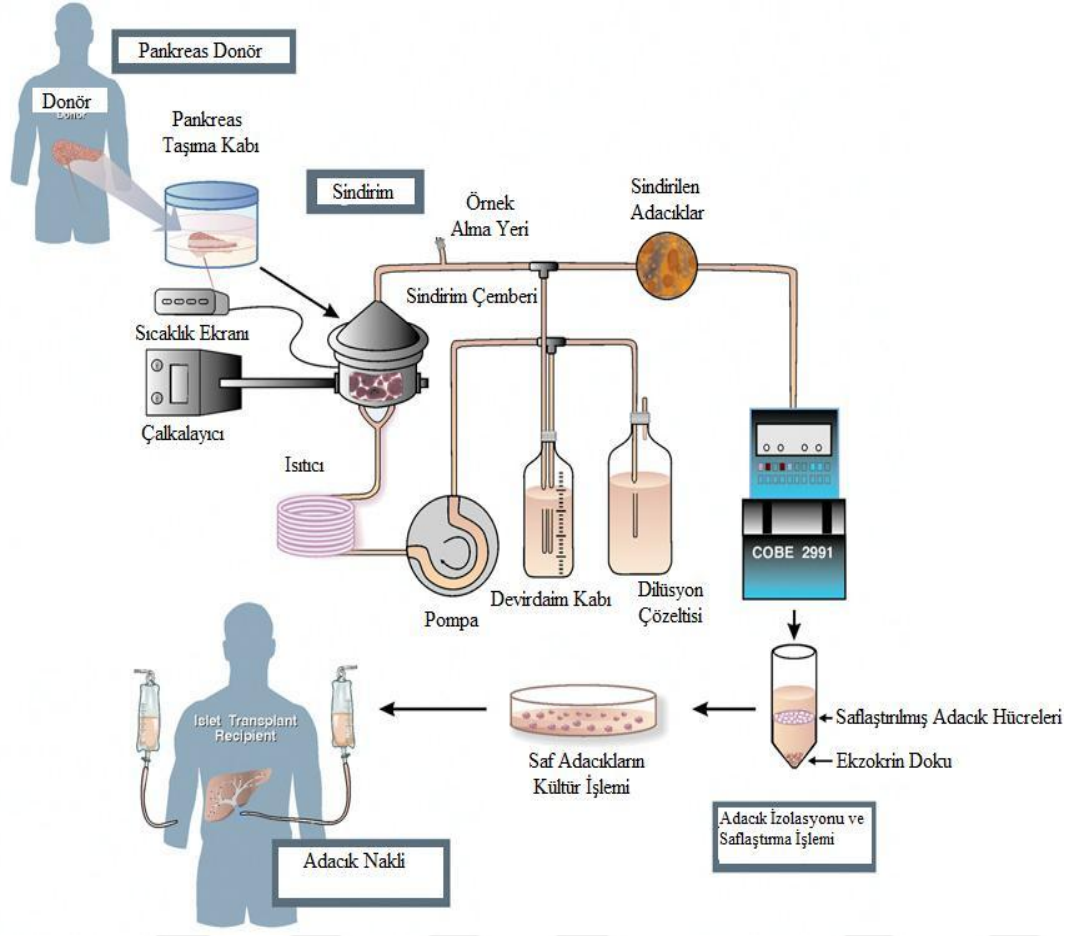 Pankreas Donör
Donör
Donor
Pankreas
Taşıma Kabı
Sindirim
Örnek
Alma Yeri
Sindirilen
Adacıklar
Sindirim Çemberi
Sıcaklık Ekranı
Çalkalayıcı
Isıtıcı
Pompa
Devirdaim Kabı
Dilüsyon
Çözeltisi
COBE 2991
Saflaştırılmış Adacık Hücreleri
Ekzokrin Doku
Adacık İzolasyonu ve
Saflaştırma İşlemi
Saf Adacıkların
Kültür İşlemi
Islet Transplant
Recipient
Adacık Nakli